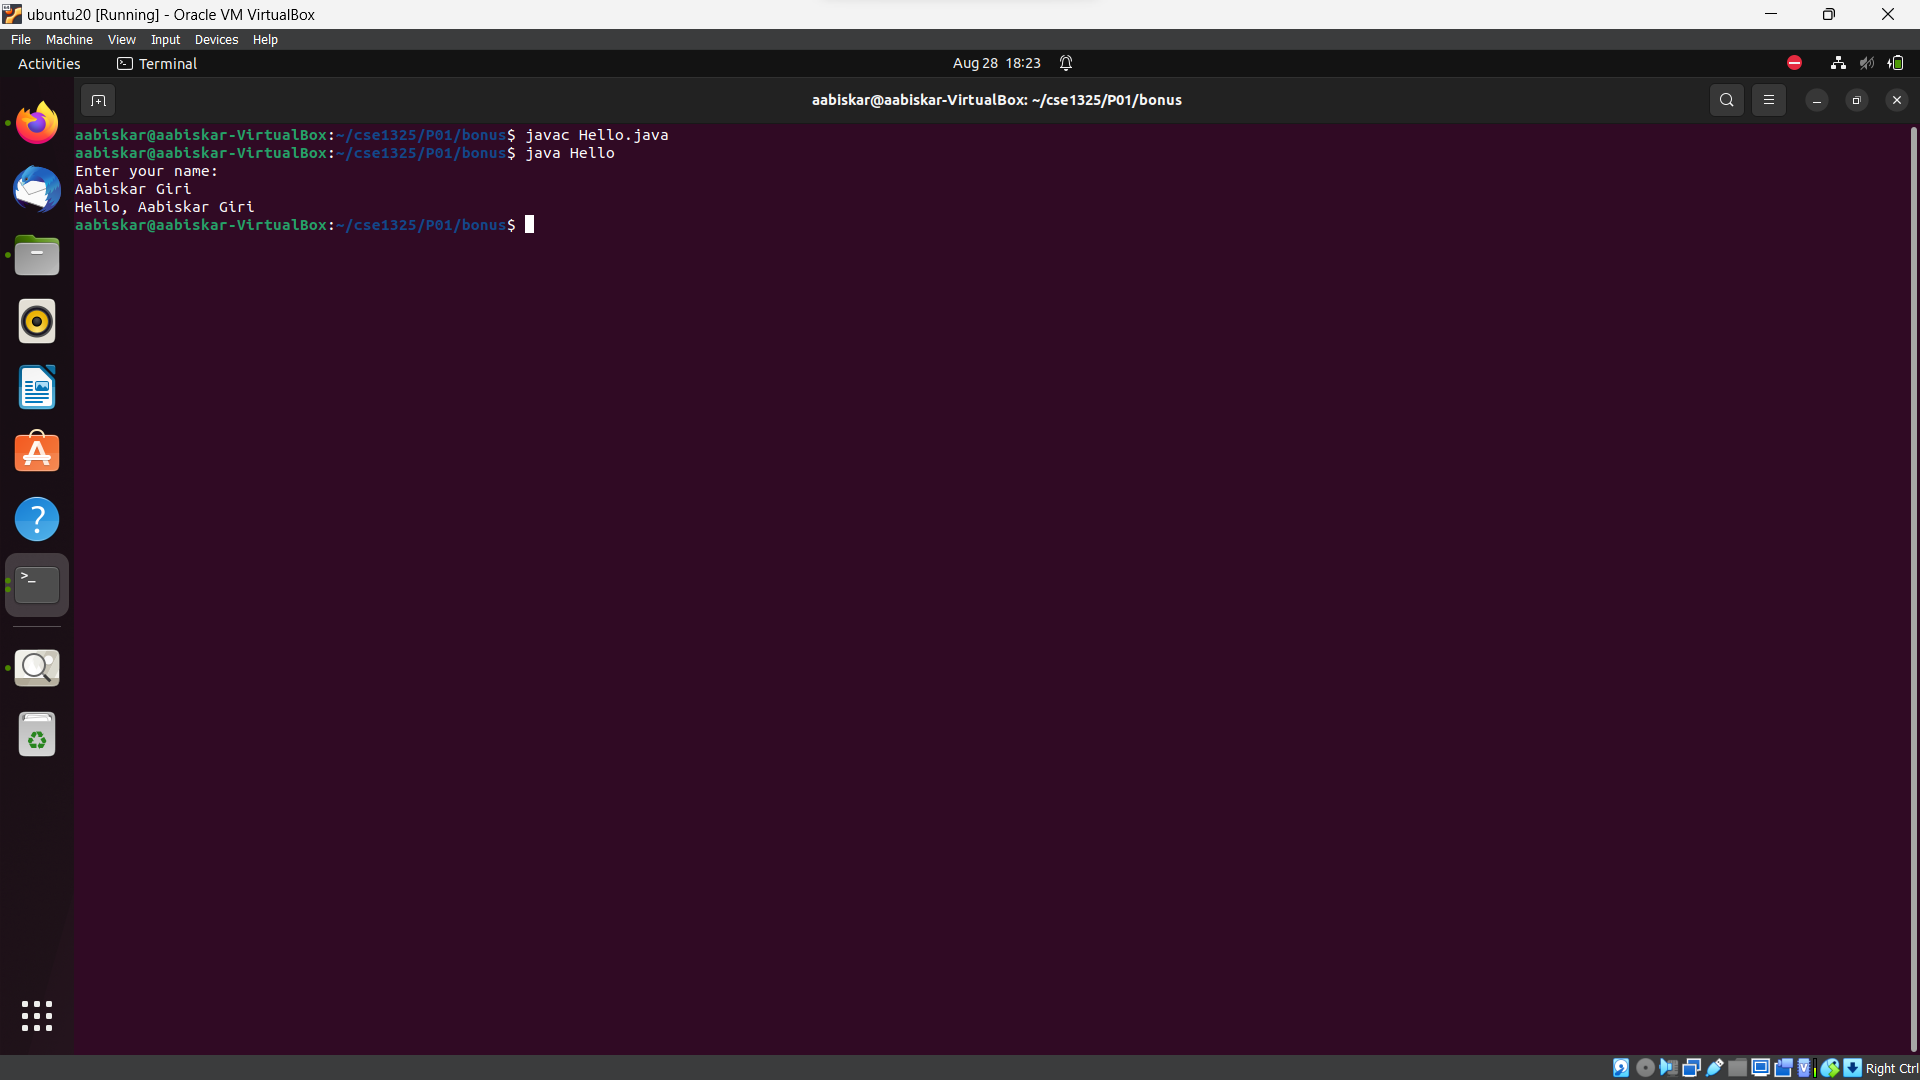 ubuntu20 [Running] - Oracle VM VirtualBox
File Machine View Input Devices Help
Activities Terminal Aug 28 18:23
aabiskar@aabiskar-VirtualBox: ~/cse1325/P01/bonus
aabiskar@aabiskar-VirtualBox:~/cse1325/P01/bonus$ javac Hello.java
aabiskar@aabiskar-VirtualBox:~/cse1325/P01/bonus$ java Hello
Enter your name:
Aabiskar Giri
Hello, Aabiskar Giri
aabiskar@aabiskar-VirtualBox:~/cse1325/P01/bonus$
Right Ctrl